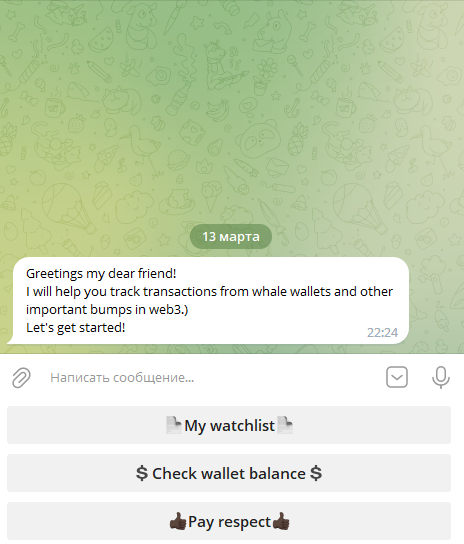 13 марта
Greetings my dear friend!
I will help you track transactions from whale wallets and other
important bumps in web3.)
Let's get started!
22:24
Написать сообщение...
My watchlist
$ Check wallet balance $
Pay respect